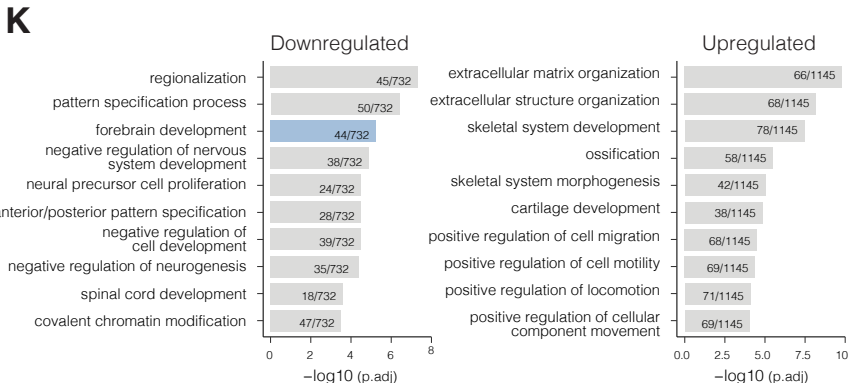 K
Downregulated
regionalization
45/732
pattern specification process
50/732
forebrain development
44/732
negative regulation of nervous
system development
38/732
neural precursor cell proliferation
24/732
anterior/posterior pattern specification
28/732
negative regulation of
cell development
39/732
negative regulation of neurogenesis
35/732
spinal cord development
18/732
covalent chromatin modification
47/732
0 2 4 6 8
−log10 (p.adj)
Upregulated
extracellular matrix organization
66/1145
extracellular structure organization
68/1145
skeletal system development
78/1145
ossification
58/1145
skeletal system morphogenesis
42/1145
cartilage development
38/1145
positive regulation of cell migration
68/1145
positive regulation of cell motility
69/1145
positive regulation of locomotion
71/1145
positive regulation of cellular
component movement
69/1145
0.0 2.5 5.0 7.5 10
−log10 (p.adj)